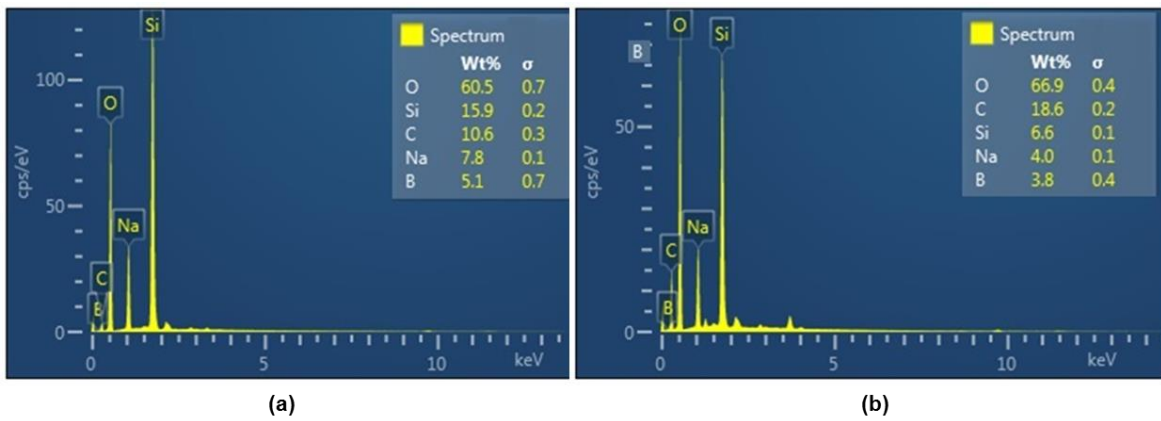 Si
Spectrum
Wt% σ
O 60.5 0.7
Si 15.9 0.2
C 10.6 0.3
Na 7.8 0.1
B 5.1 0.7
100
O
cps/eV
50
Na
C
B
0
0 5 10 keV
(a)
O
Si
B
Spectrum
Wt% σ
O 66.9 0.4
C 18.6 0.2
Si 6.6 0.1
Na 4.0 0.1
B 3.8 0.4
50
cps/eV
C
Na
B
0
0 5 10 keV
(b)